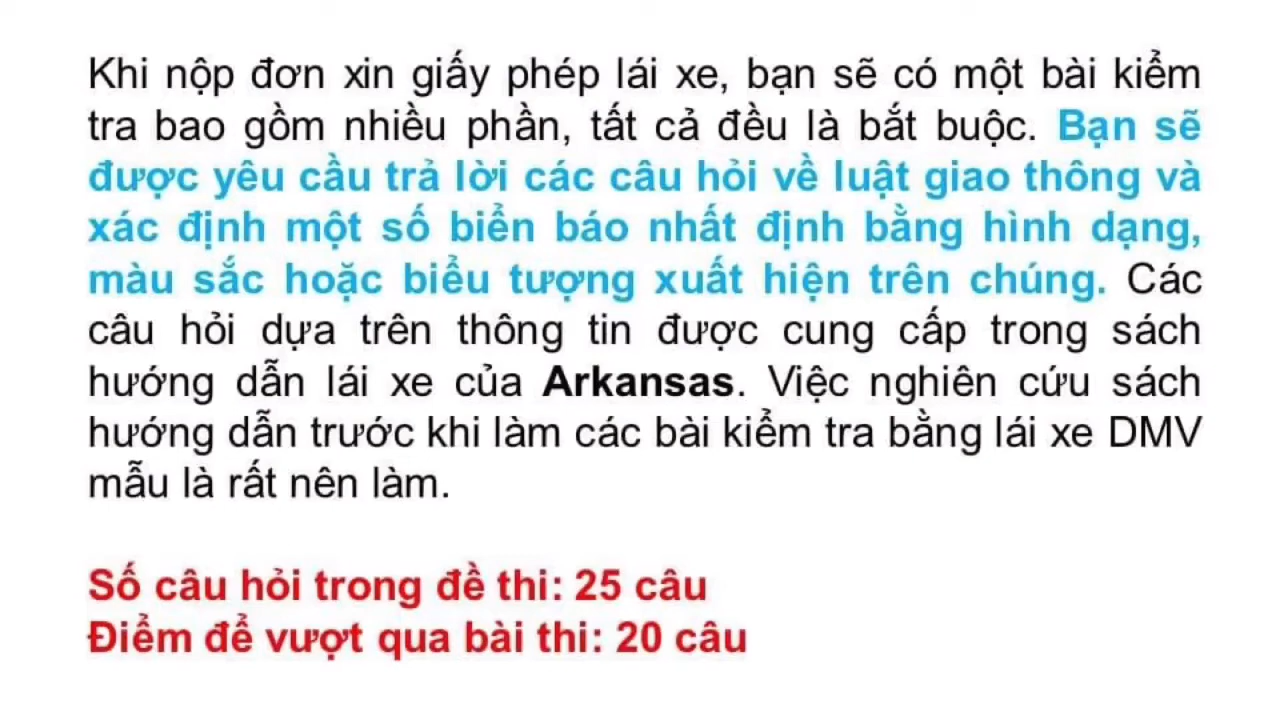 Khi nộp đơn xin giấy phép lái xe, bạn sẽ có một bài kiểm
tra bao gồm nhiều phần, tất cả đều là bắt buộc. Bạn sẽ
được yêu cầu trả lời các câu hỏi về luật giao thông và
xác định một số biển báo nhất định bằng hình dạng,
màu sắc hoặc biểu tượng xuất hiện trên chúng. Các
câu hỏi dựa trên thông tin được cung cấp trong sách
hướng dẫn lái xe của Arkansas. Việc nghiên cứu sách
hướng dẫn trước khi làm các bài kiểm tra bằng lái xe DMV
mẫu là rất nên làm.
Số câu hỏi trong đề thi: 25 câu
Điểm để vượt qua bài thi: 20 câu